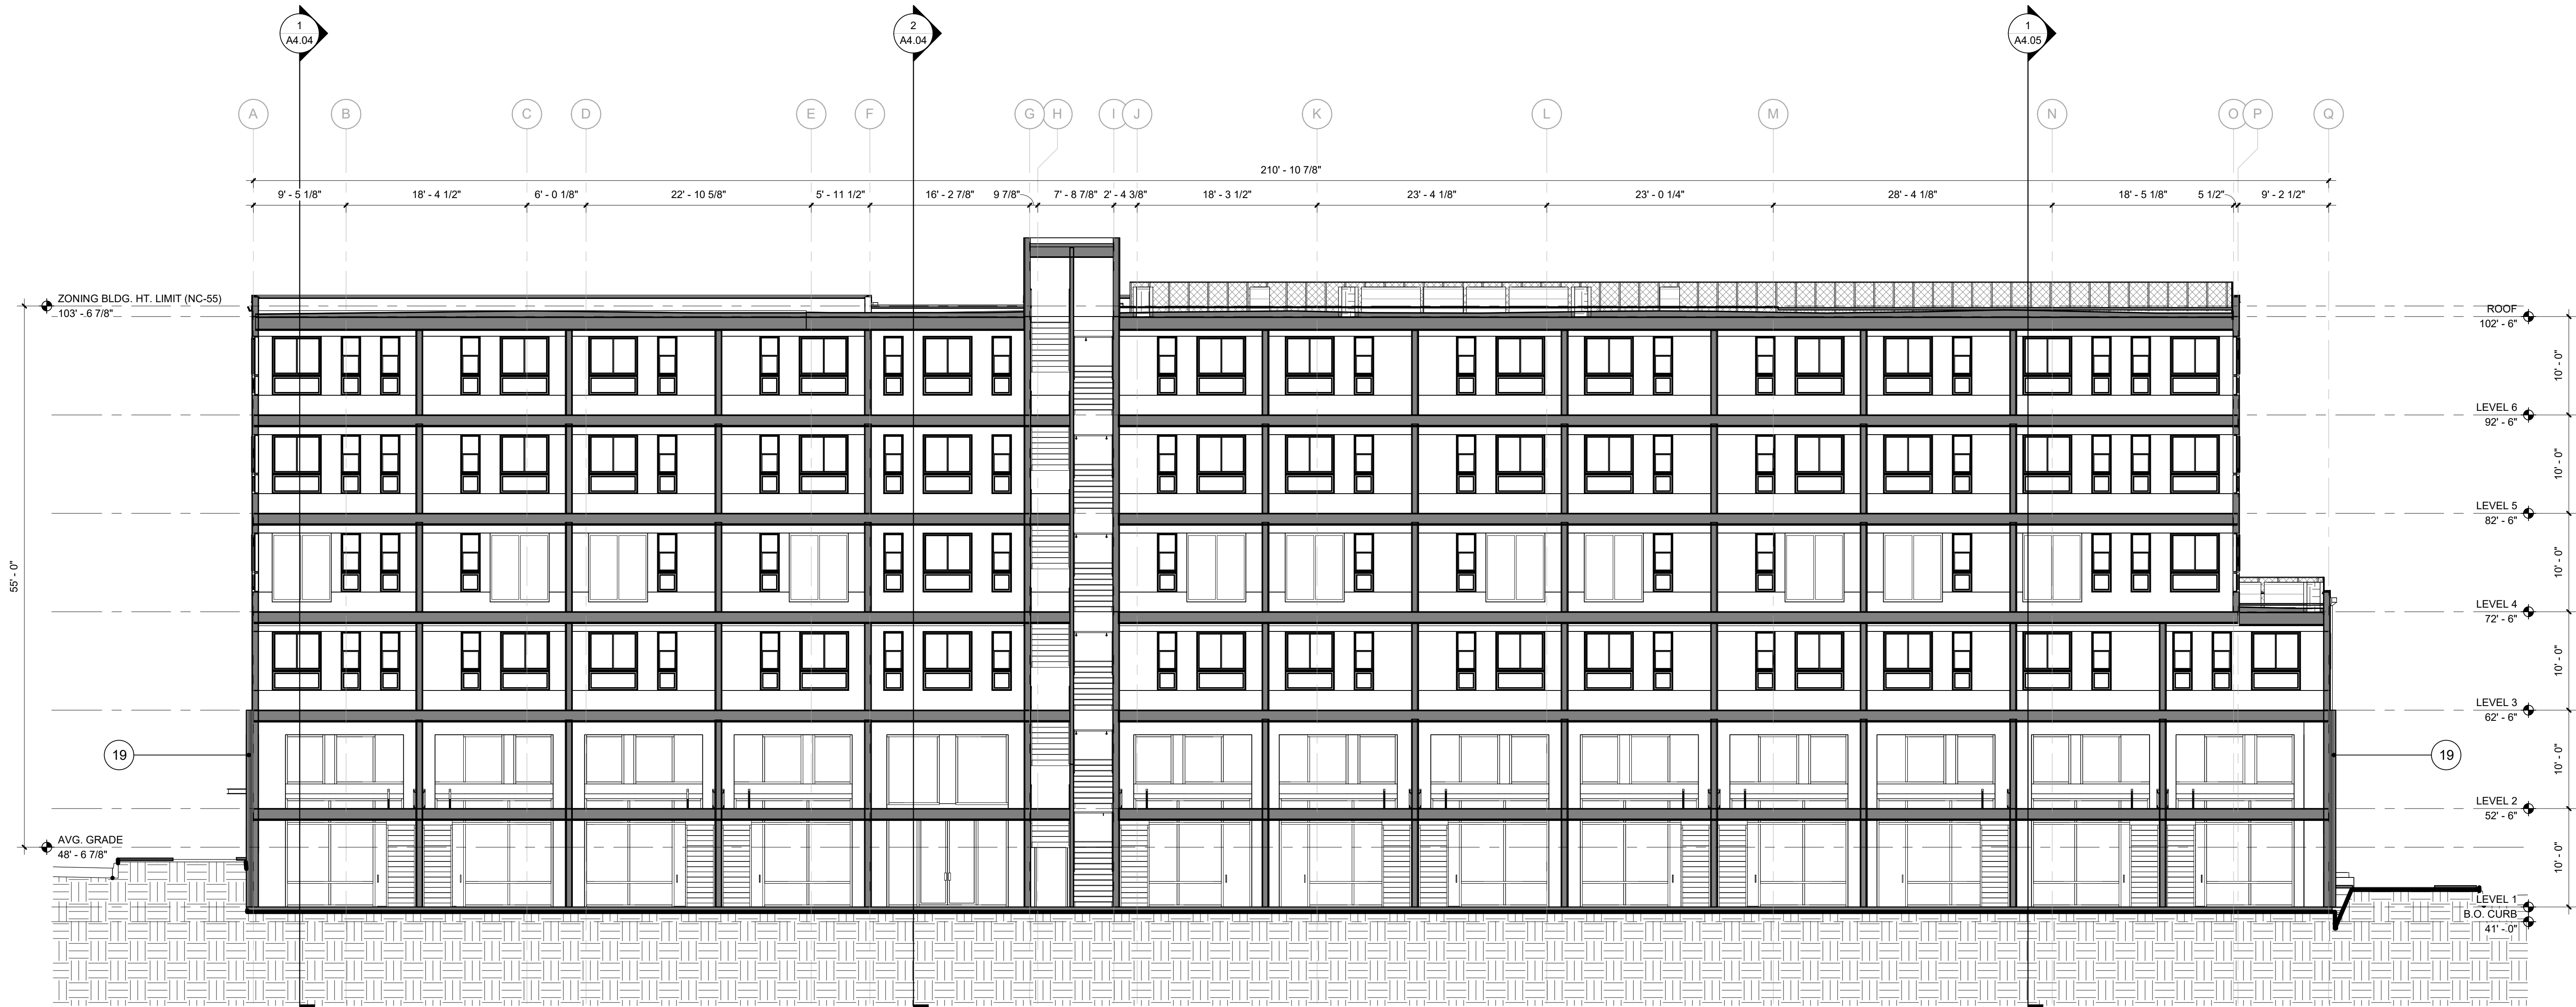 1
A4.04
2
A4.04
1
A4.05
A B C D E F G H I J K L M N O P Q
210' - 10 7/8"
9' - 5 1/8" 18' - 4 1/2" 6' - 0 1/8" 22' - 10 5/8" 5' - 11 1/2" 16' - 2 7/8" 9 7/8" 7' - 8 7/8" 2' - 4 3/8" 18' - 3 1/2" 23' - 4 1/8" 23' - 0 1/4" 28' - 4 1/8" 18' - 5 1/8" 5 1/2" 9' - 2 1/2"
ZONING BLDG. HT. LIMIT (NC-55)
103' - 6 7/8"
ROOF
102' - 6"
10' - 0"
LEVEL 6
92' - 6"
10' - 0"
LEVEL 5
82' - 6"
55' - 0"
10' - 0"
LEVEL 4
72' - 6"
10' - 0"
LEVEL 3
62' - 6"
19
19
10' - 0"
LEVEL 2
52' - 6"
AVG. GRADE
48' - 6 7/8"
10' - 0"
LEVEL 1
B.O. CURB
41' - 0"